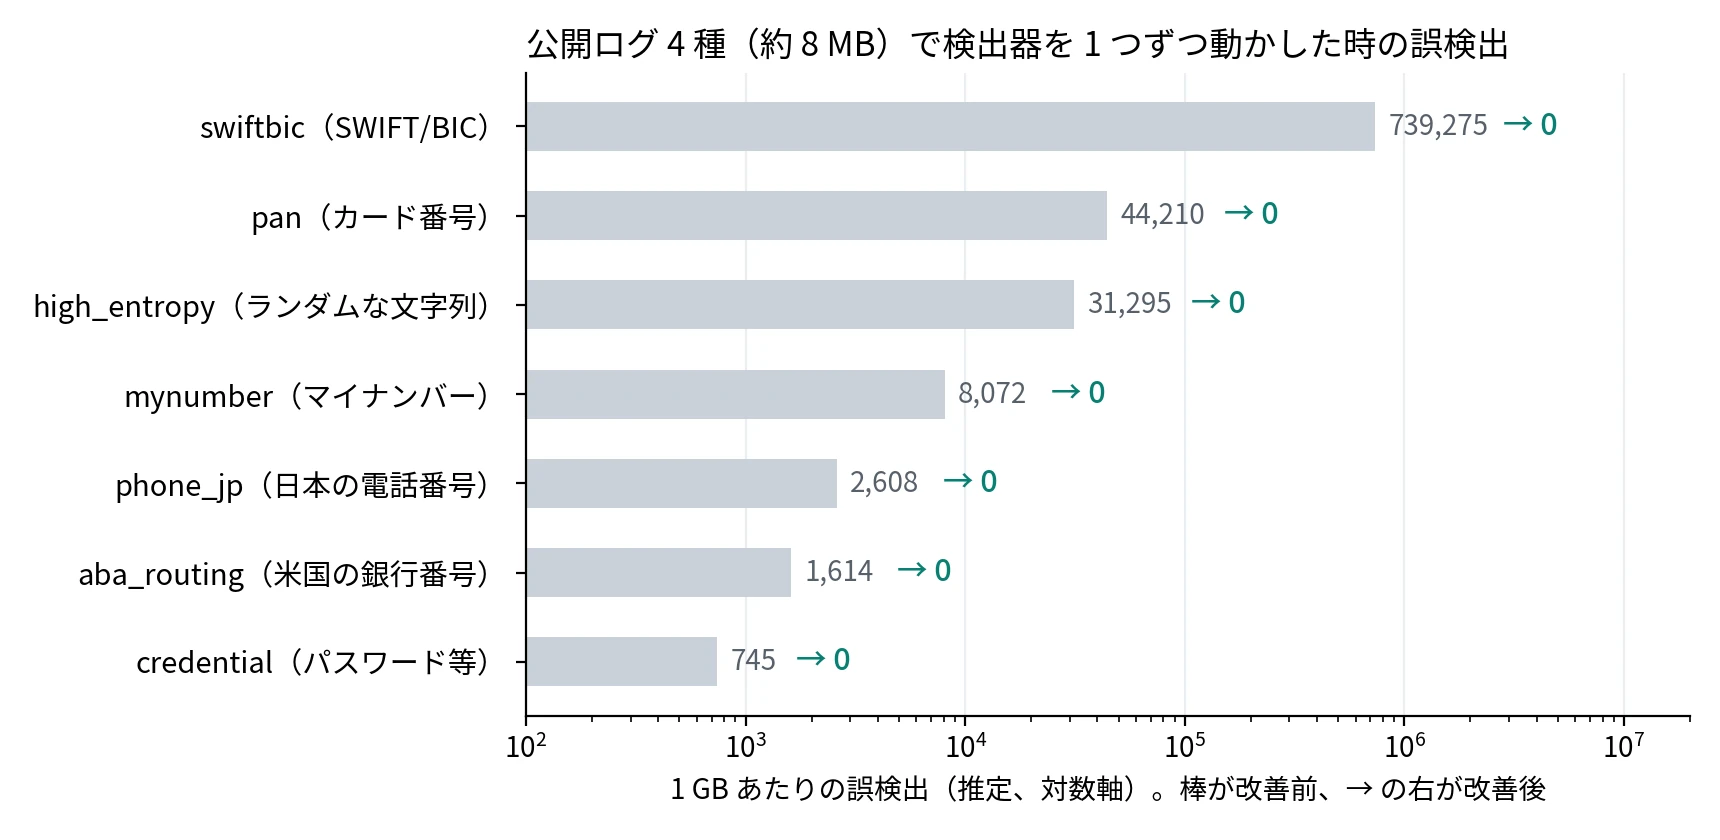 公開ログ 4 種（約 8 MB）で検出器を 1 つずつ動かした時の誤検出
swiftbic（SWIFT/BIC） 739,275 → 0
pan（カード番号） 44,210 → 0
high_entropy（ランダムな文字列） 31,295 → 0
mynumber（マイナンバー） 8,072 → 0
phone_jp（日本の電話番号） 2,608 → 0
aba_routing（米国の銀行番号） 1,614 → 0
credential（パスワード等） 745 → 0
10² 10³ 10⁴ 10⁵ 10⁶ 10⁷
1 GB あたりの誤検出（推定、対数軸）。棒が改善前、→ の右が改善後